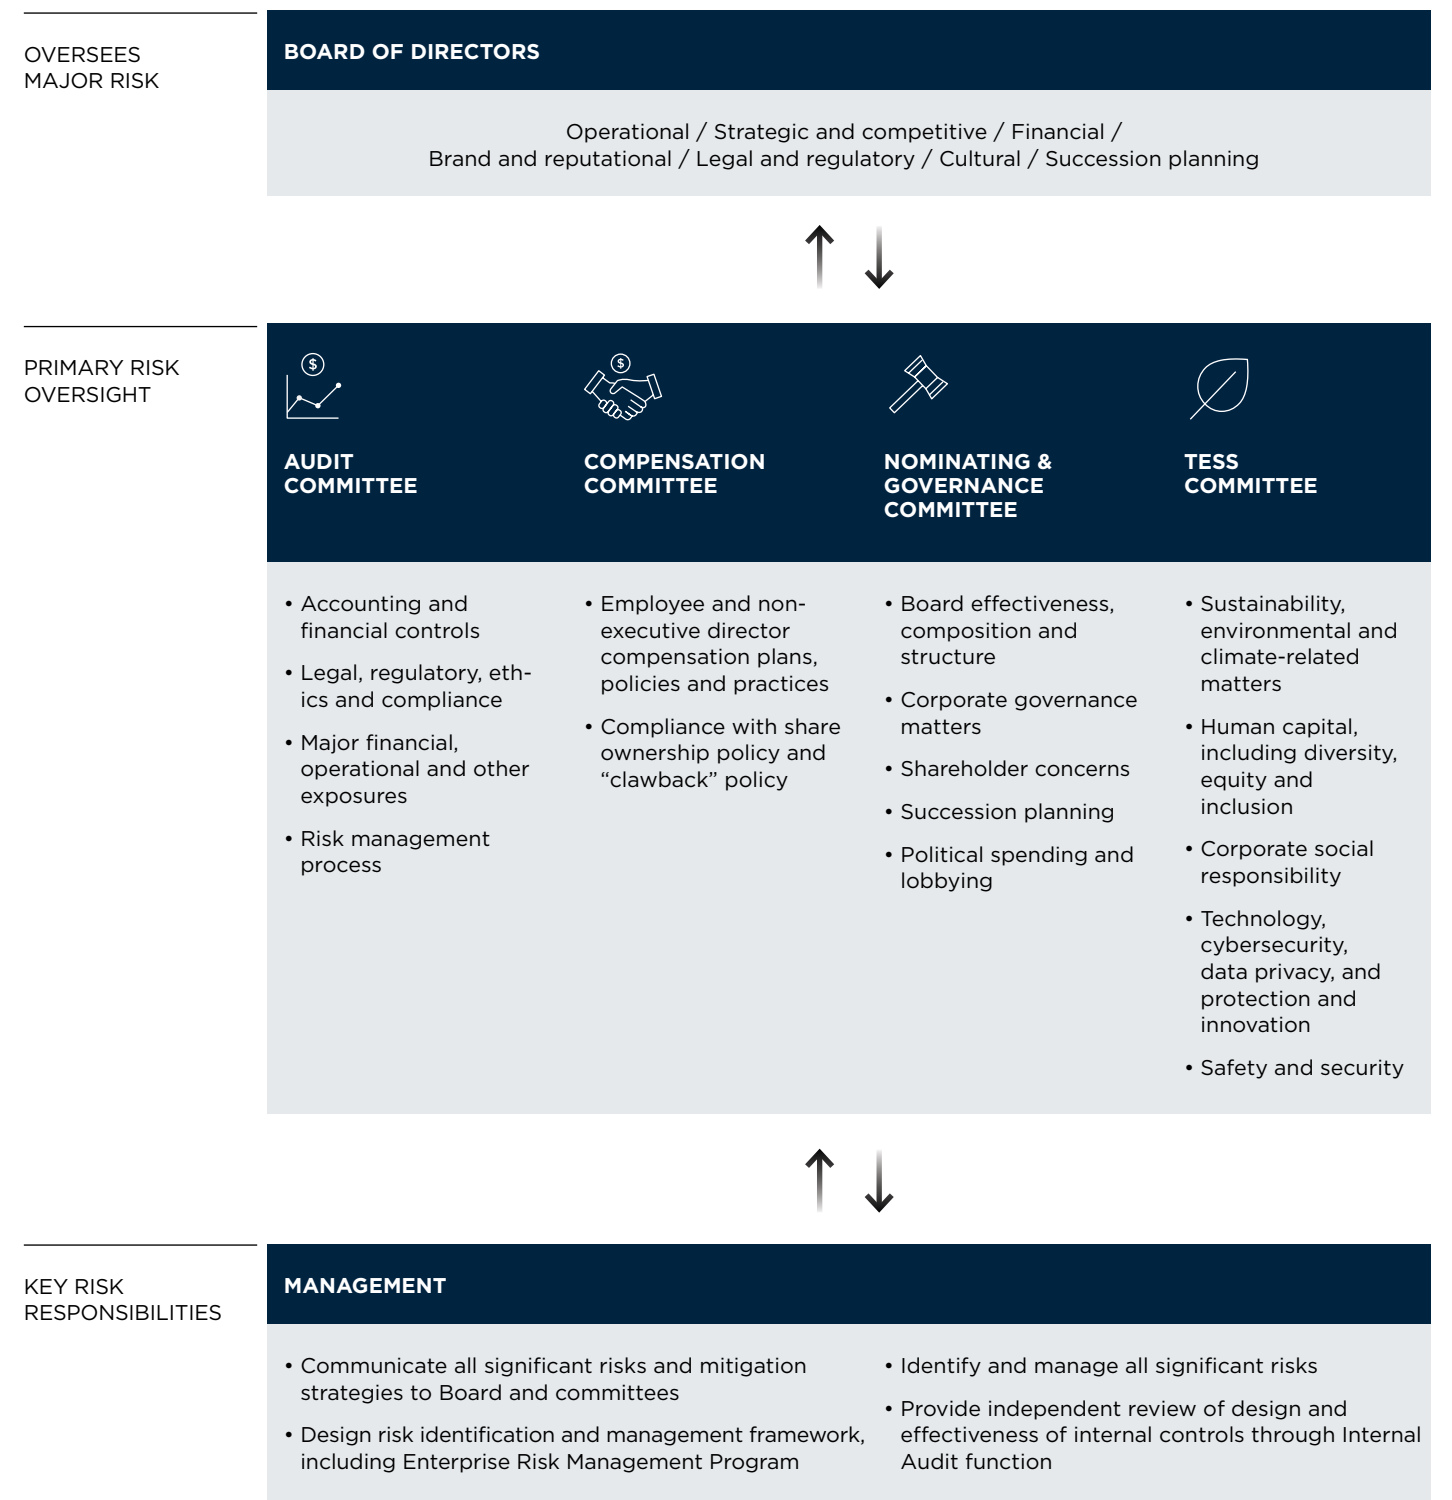 OVERSEES
MAJOR RISK
BOARD OF DIRECTORS
Operational / Strategic and competitive / Financial /
Brand and reputational / Legal and regulatory / Cultural / Succession planning
PRIMARY RISK
OVERSIGHT
$
AUDIT
COMMITTEE
• Accounting and
financial controls
• Legal, regulatory, eth-
ics and compliance
• Major financial,
operational and other
exposures
• Risk management
process
$
COMPENSATION
COMMITTEE
• Employee and non-
executive director
compensation plans,
policies and practices
• Compliance with share
ownership policy and
“clawback” policy
NOMINATING &
GOVERNANCE
COMMITTEE
• Board effectiveness,
composition and
structure
• Corporate governance
matters
• Shareholder concerns
• Succession planning
• Political spending and
lobbying
TESS
COMMITTEE
• Sustainability,
environmental and
climate-related
matters
• Human capital,
including diversity,
equity and
inclusion
• Corporate social
responsibility
• Technology,
cybersecurity,
data privacy, and
protection and
innovation
• Safety and security
KEY RISK
RESPONSIBILITIES
MANAGEMENT
• Communicate all significant risks and mitigation
strategies to Board and committees
• Design risk identification and management framework,
including Enterprise Risk Management Program
• Identify and manage all significant risks
• Provide independent review of design and
effectiveness of internal controls through Internal
Audit function